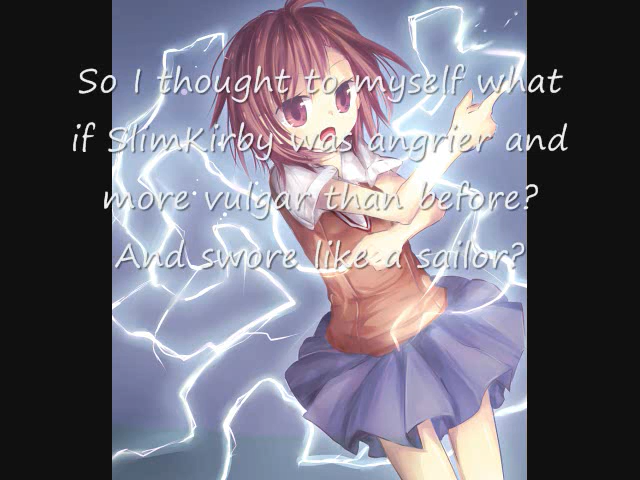 So I thought to myself what
if SlimKirby was angrier and
more vulgar than before?
And swore like a sailor?